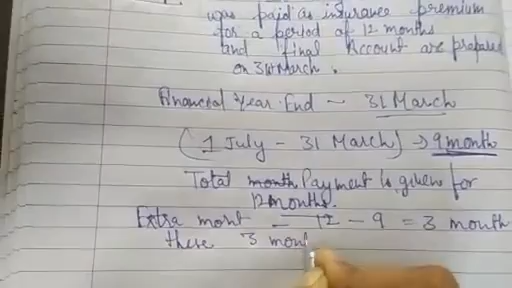 was paid as insurance premium
for a period of 12 months
and final Account are prepared
on 31st March.
Financial Year End ~ 31 March
(1 July - 31 March) → 9 month
Total month Payment is given for
12 months.
Extra mont - 12 - 9 = 3 month
these 3 mont